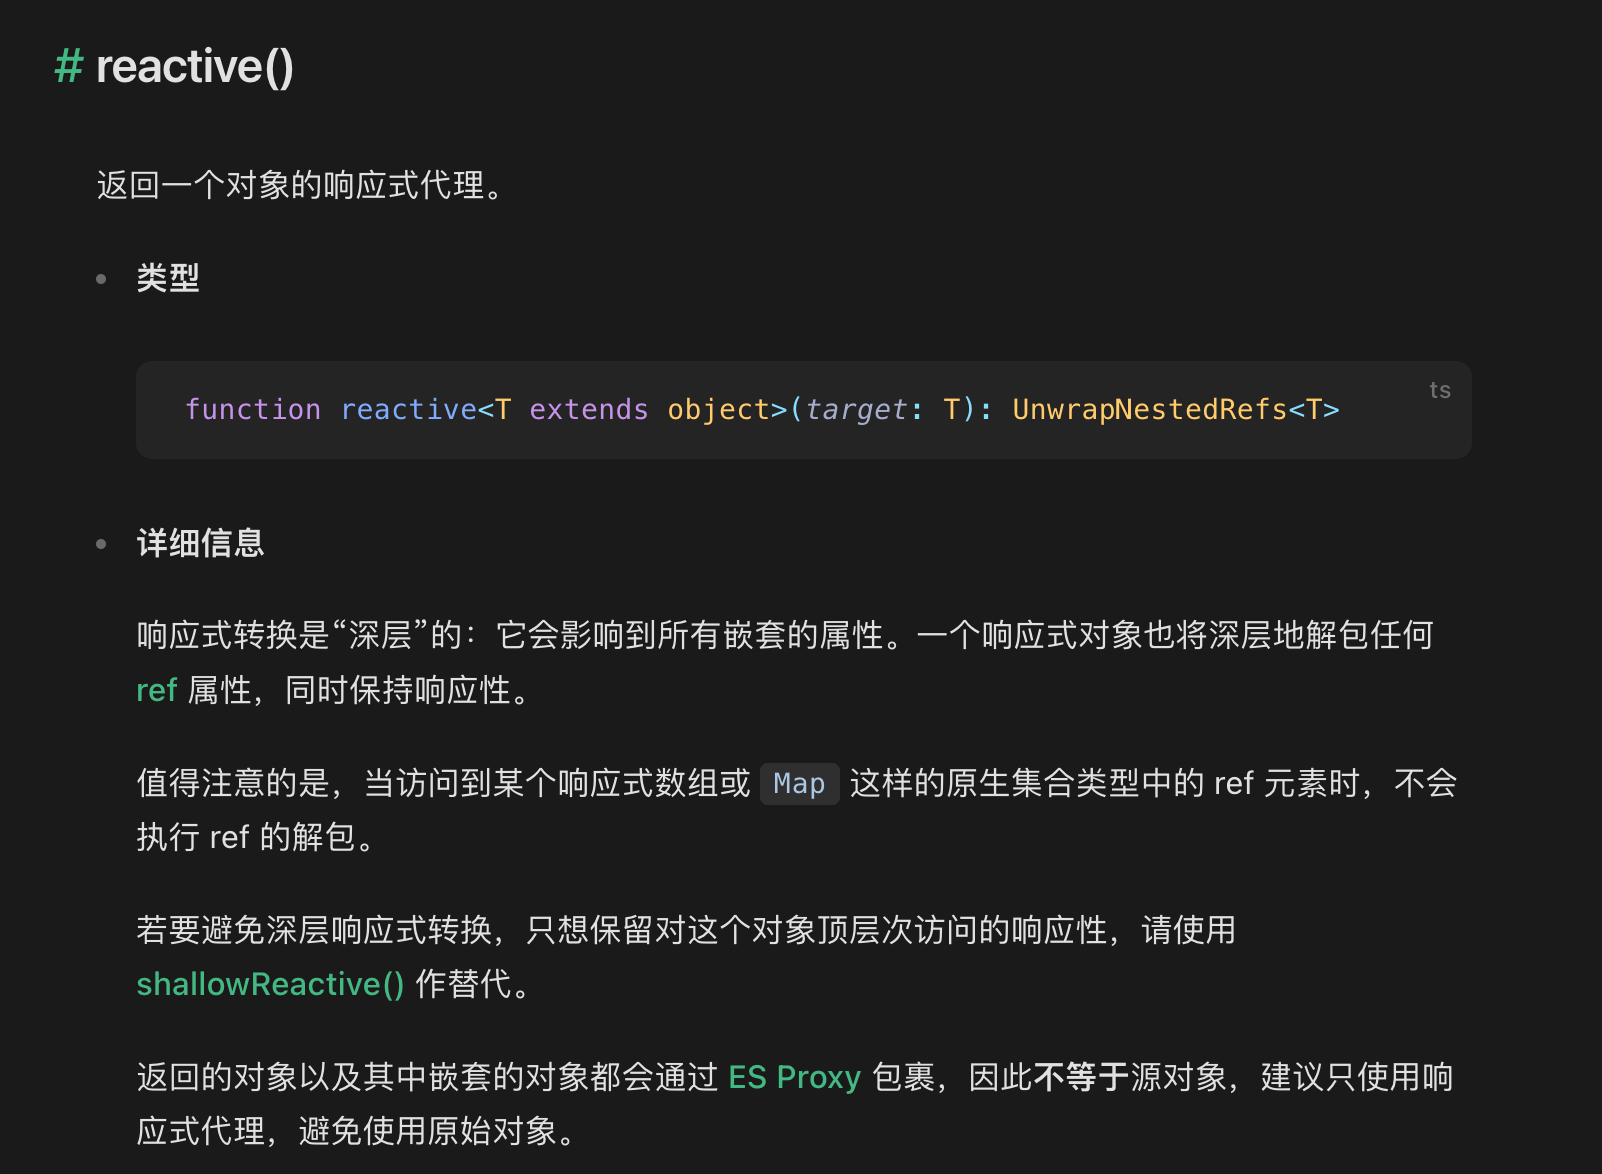 # reactive()
返回一个对象的响应式代理。
类型
ts
function reactive<T extends object>(target: T): UnwrapNestedRefs<T>
详细信息
响应式转换是“深层”的：它会影响到所有嵌套的属性。一个响应式对象也将深层地解包任何
ref 属性，同时保持响应性。
值得注意的是，当访问到某个响应式数组或 Map 这样的原生集合类型中的 ref 元素时，不会
执行 ref 的解包。
若要避免深层响应式转换，只想保留对这个对象顶层次访问的响应性，请使用
shallowReactive() 作替代。
返回的对象以及其中嵌套的对象都会通过 ES Proxy 包裹，因此不等于源对象，建议只使用响
应式代理，避免使用原始对象。